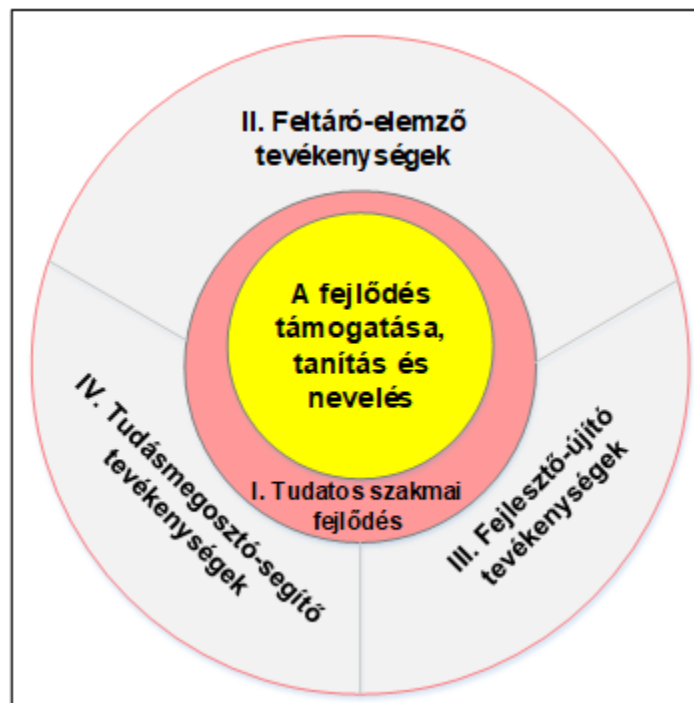 II. Feltáró-elemző
tevékenységek
A fejlődés
támogatása,
tanítás és
nevelés
I. Tudatos szakmai
fejlődés
III. Fejlesztő-újító
tevékenységek
IV. Tudásmegosztó-segítő
tevékenységek